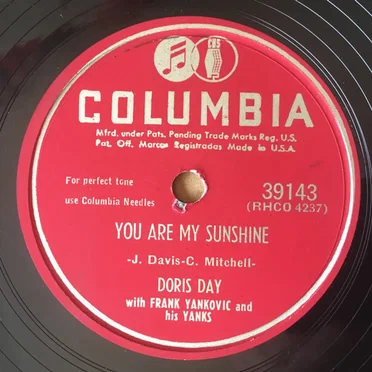 CBS
COLUMBIA
Mfrd. under Pats. Pending Trade Marks Reg. U.S.
Pat. Off. Marcas Registradas Made in U.S.A.
For perfect tone
use Columbia Needles
39143
(RHCO 4237)
YOU ARE MY SUNSHINE
-J. Davis-C. Mitchell-
DORIS DAY
with FRANK YANKOVIC and
his YANKS